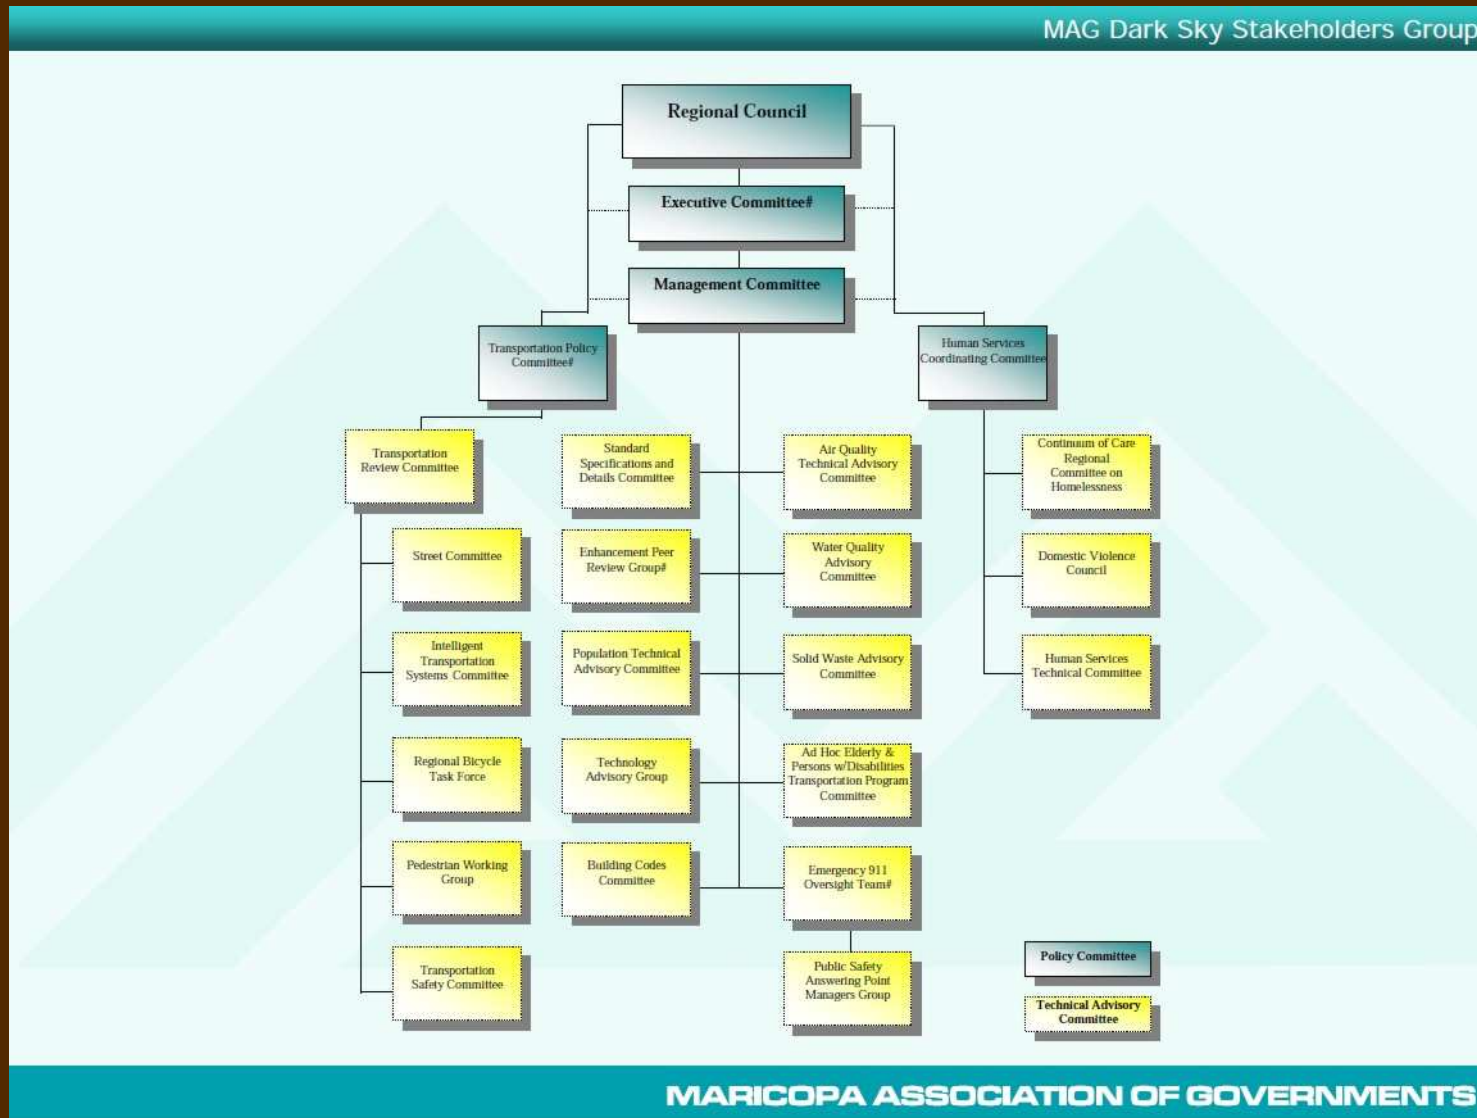 MAG Dark Sky Stakeholders Group
Regional Council
Executive Committee#
Management Committee
Transportation Policy
Committee#
Human Services
Coordinating Committee
Transportation
Review Committee
Street Committee
Intelligent
Transportation
Systems Committee
Regional Bicycle
Task Force
Pedestrian Working
Group
Transportation
Safety Committee
Standard
Specifications and
Details Committee
Enhancement Peer
Review Group#
Population Technical
Advisory Committee
Technology
Advisory Group
Building Codes
Committee
Air Quality
Technical Advisory
Committee
Water Quality
Advisory
Committee
Solid Waste Advisory
Committee
Ad Hoc Elderly &
Persons w/Disabilities
Transportation Program
Committee
Emergency 911
Oversight Team#
Public Safety
Answering Point
Managers Group
Continuum of Care
Regional
Committee on
Homelessness
Domestic Violence
Council
Human Services
Technical Committee
Policy Committee
Technical Advisory
Committee
MARICOPA ASSOCIATION OF GOVERNMENTS